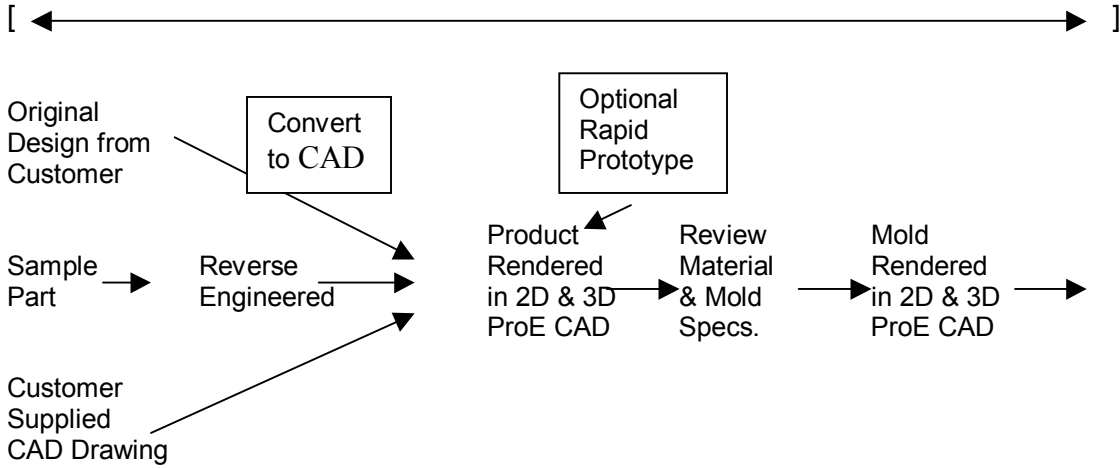 [ ]
Original
Design from
Customer
Convert
to CAD
Optional
Rapid
Prototype
Sample
Part
Reverse
Engineered
Product
Rendered
in 2D & 3D
ProE CAD
Review
Material
& Mold
Specs.
Mold
Rendered
in 2D & 3D
ProE CAD
Customer
Supplied
CAD Drawing